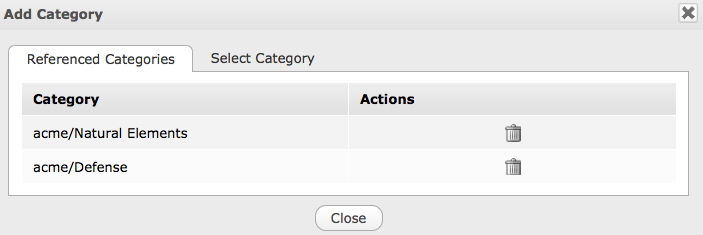 Add Category
Referenced Categories Select Category
Category Actions
acme/Natural Elements
acme/Defense
Close